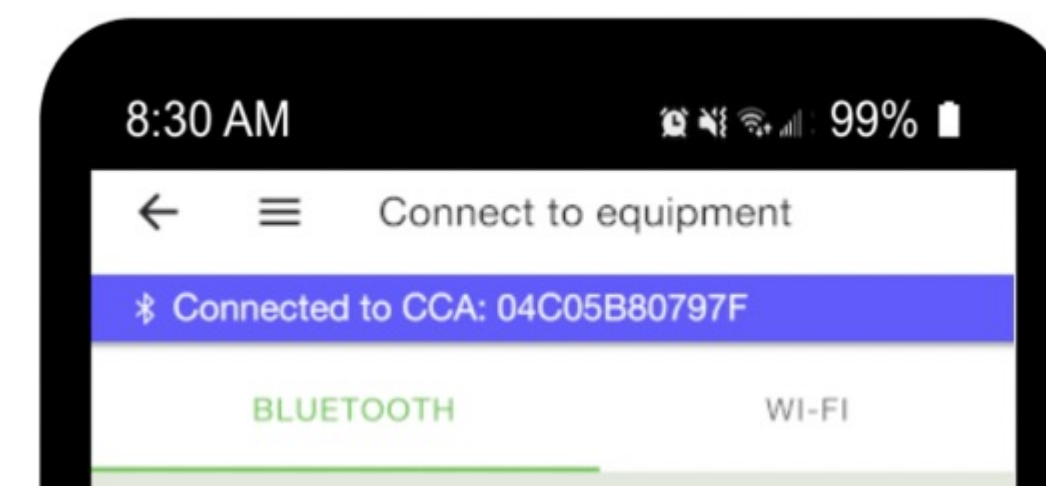 8:30 AM 99%
Connect to equipment
Connected to CCA: 04C05B80797F
BLUETOOTH WI-FI